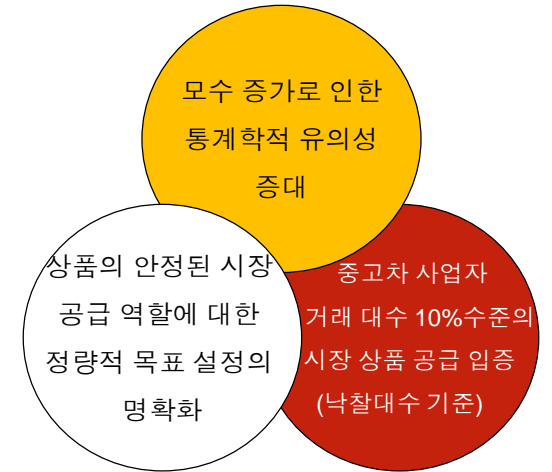 모수 증가로 인한
통계학적 유의성
증대
상품의 안정된 시장
공급 역할에 대한
정량적 목표 설정의
명확화
중고차 사업자
거래 대수 10%수준의
시장 상품 공급 입증
(낙찰대수 기준)